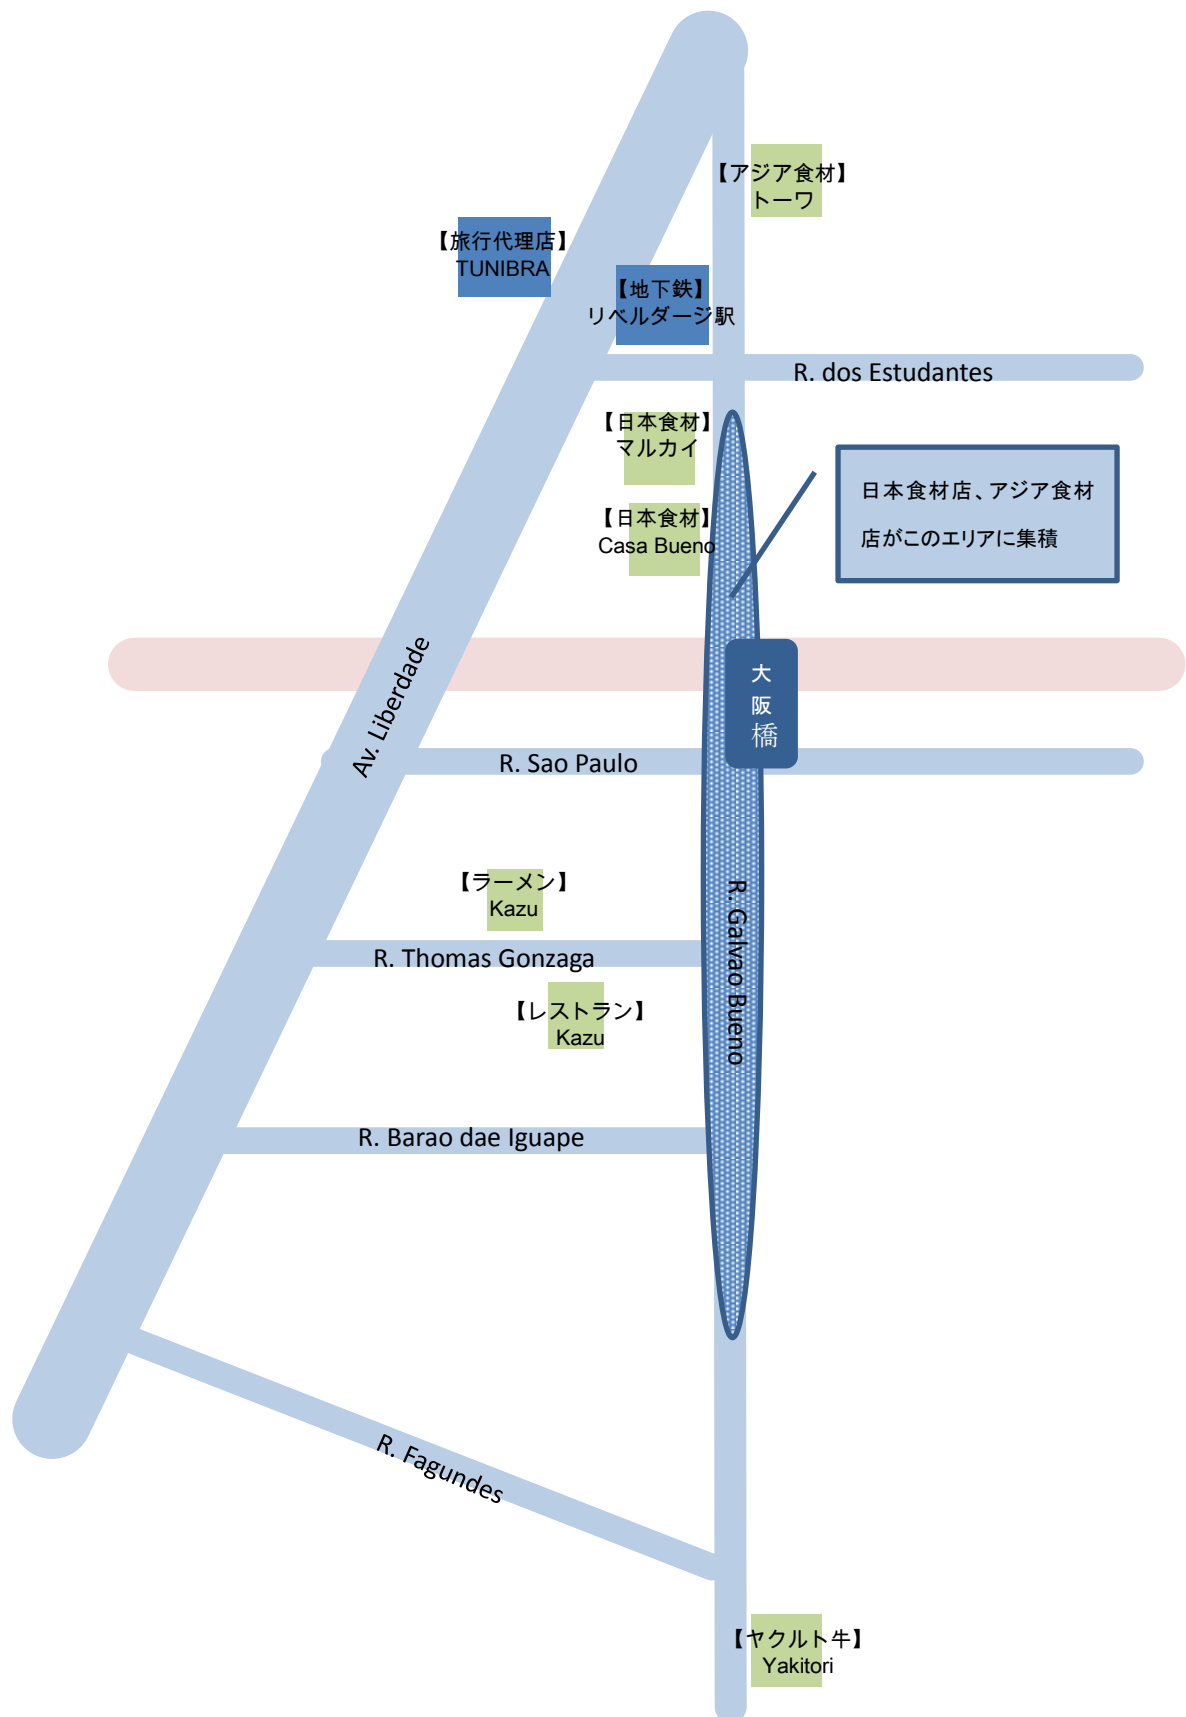 【アジア食材】
トーワ
【旅行代理店】
TUNIBRA
【地下鉄】
リベルダージ駅
R. dos Estudantes
【日本食材】
マルカイ
日本食材店、アジア食材
店がこのエリアに集積
【日本食材】
Casa Bueno
Av. Liberdade
大
阪
橋
R. Sao Paulo
【ラーメン】
Kazu
R. Galvao Bueno
R. Thomas Gonzaga
【レストラン】
Kazu
R. Barao dae Iguape
R. Fagundes
【ヤクルト牛】
Yakitori